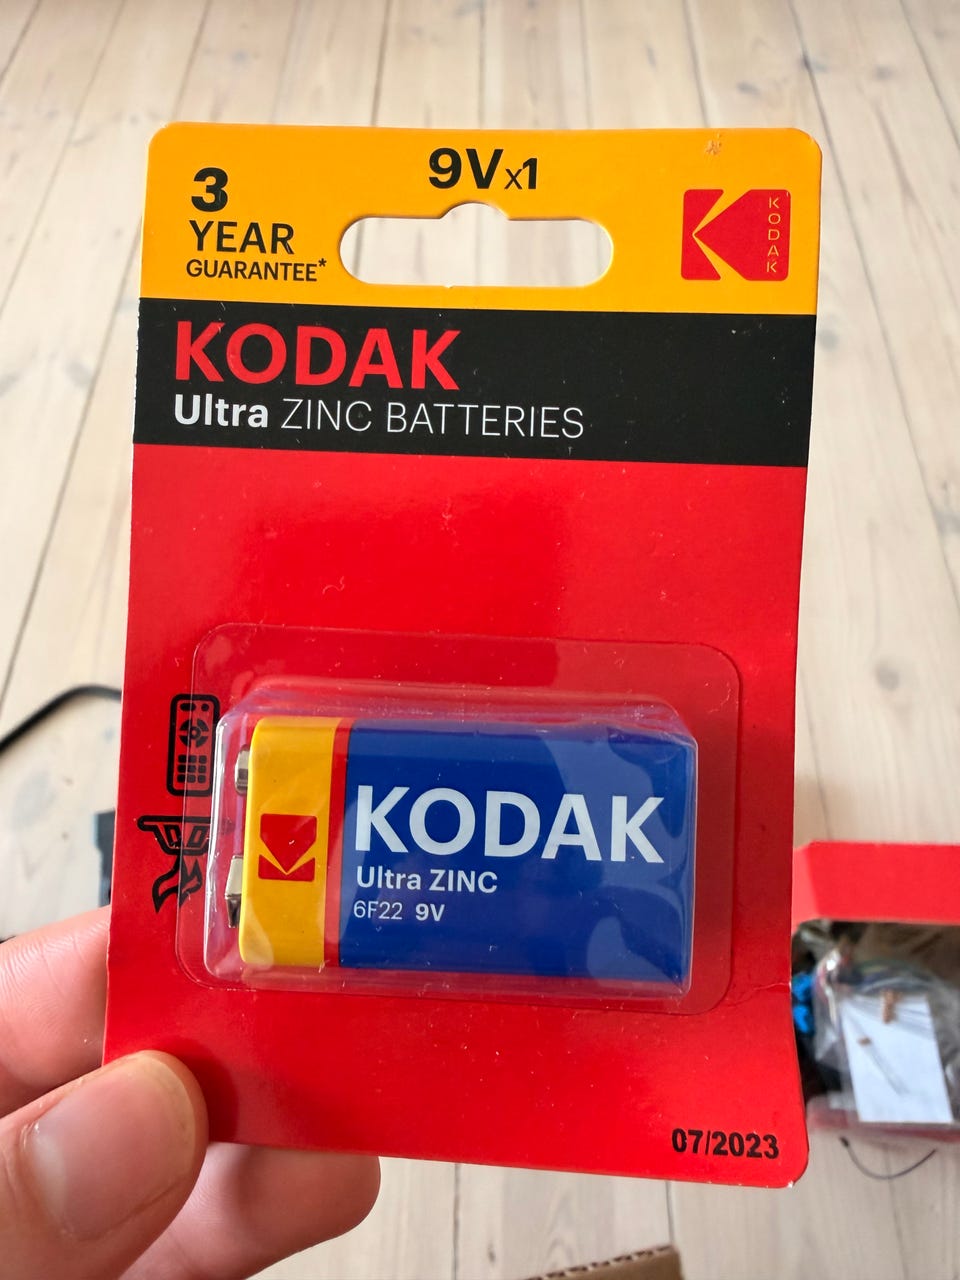 9Vx1
3
YEAR
GUARANTEE*
KODAK
KODAK
Ultra ZINC BATTERIES
KODAK
Ultra ZINC
6F22 9V
07/2023